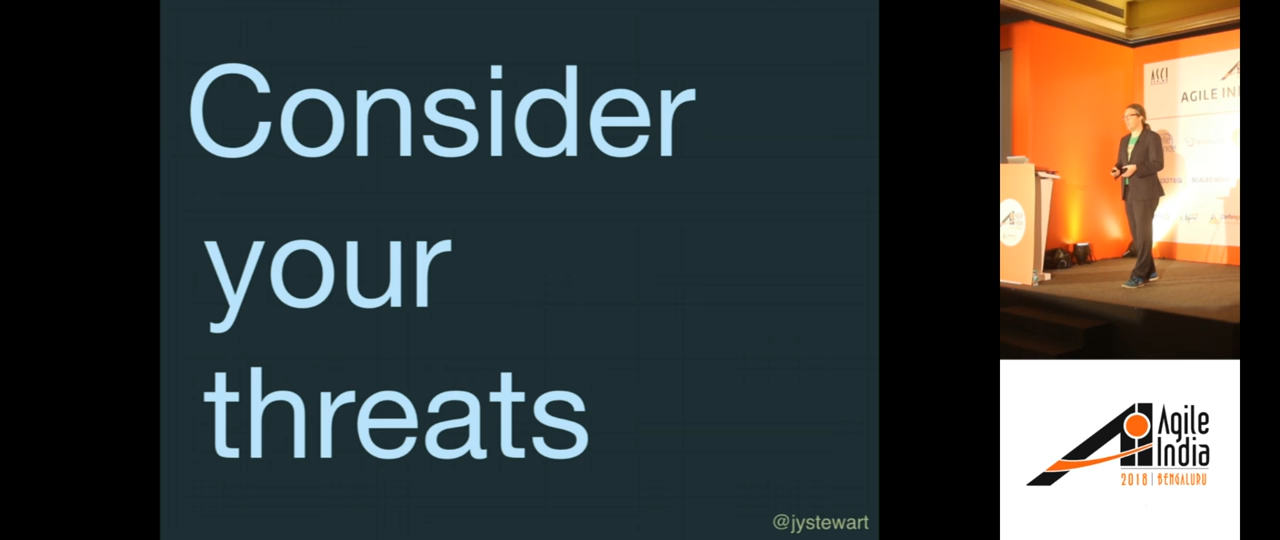 Consider
your
threats
@jystewart
ASCI
AGILE IN
Agile
India
2018 | BENGALURU